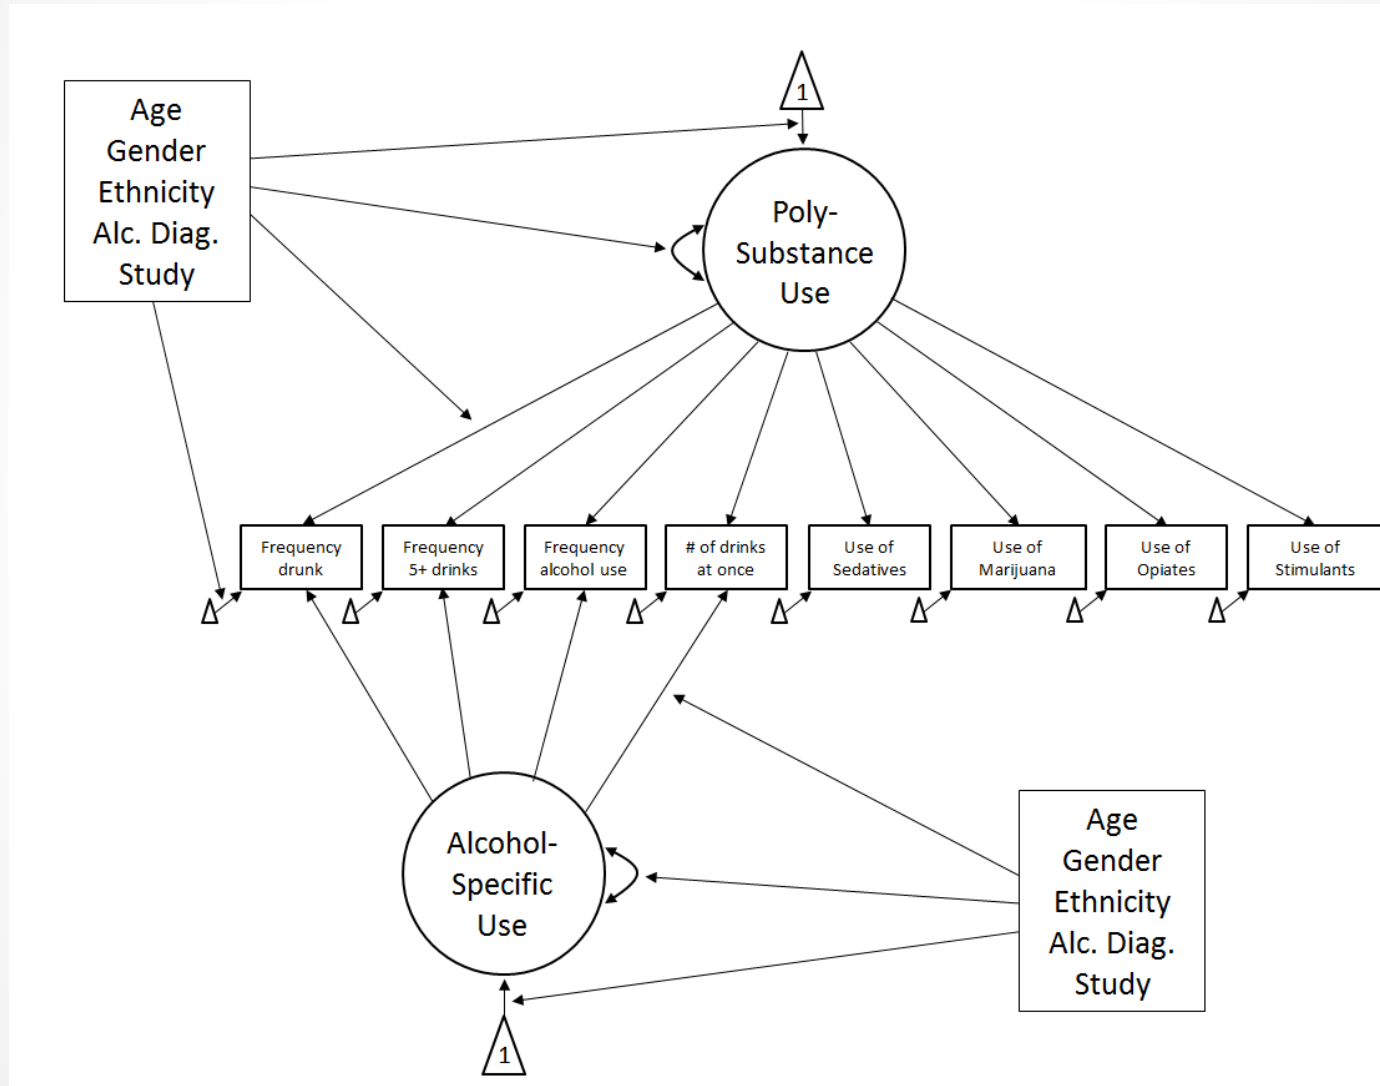 1
Age
Gender
Ethnicity
Alc. Diag.
Study
Poly-
Substance
Use
Frequency
drunk
Frequency
5+ drinks
Frequency
alcohol use
# of drinks
at once
Use of
Sedatives
Use of
Marijuana
Use of
Opiates
Use of
Stimulants
Alcohol-
Specific
Use
Age
Gender
Ethnicity
Alc. Diag.
Study
1